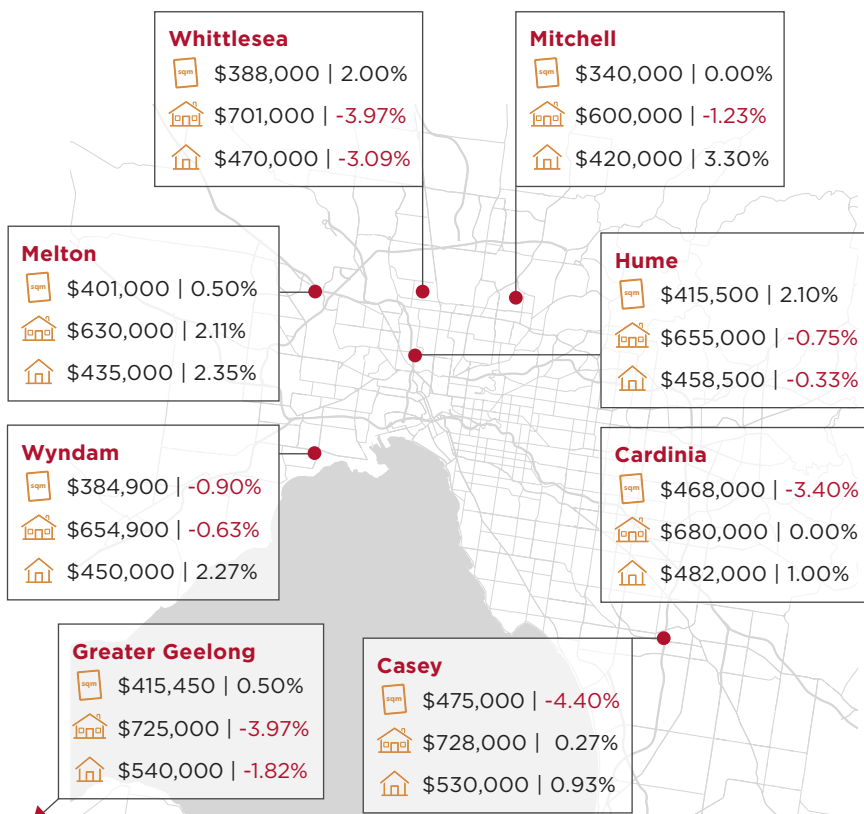 Whittlesea
sqm $388,000 | 2.00%
$701,000 | -3.97%
$470,000 | -3.09%
Mitchell
sqm $340,000 | 0.00%
$600,000 | -1.23%
$420,000 | 3.30%
Melton
sqm $401,000 | 0.50%
$630,000 | 2.11%
$435,000 | 2.35%
Hume
sqm $415,500 | 2.10%
$655,000 | -0.75%
$458,500 | -0.33%
Wyndam
sqm $384,900 | -0.90%
$654,900 | -0.63%
$450,000 | 2.27%
Cardinia
sqm $468,000 | -3.40%
$680,000 | 0.00%
$482,000 | 1.00%
Greater Geelong
sqm $415,450 | 0.50%
$725,000 | -3.97%
$540,000 | -1.82%
Casey
sqm $475,000 | -4.40%
$728,000 | 0.27%
$530,000 | 0.93%